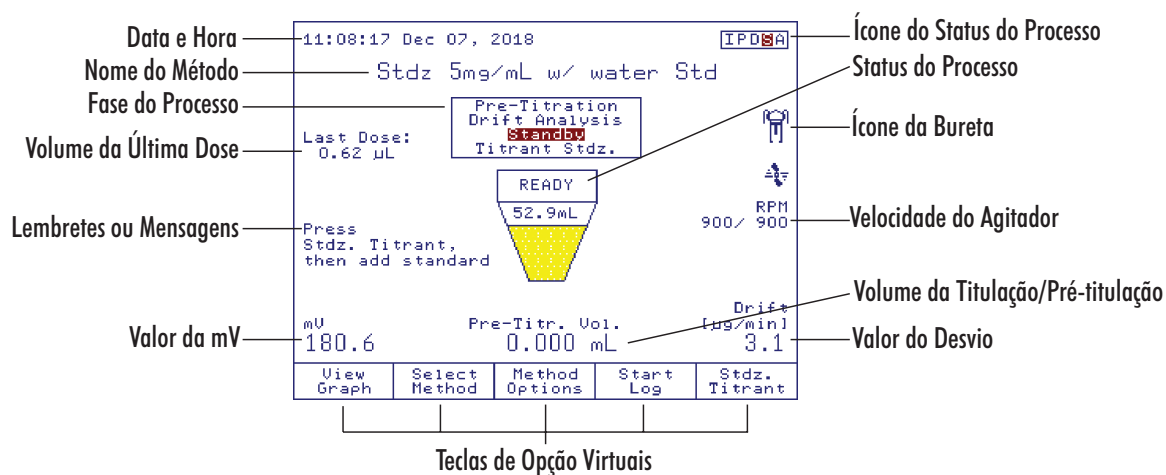 Data e Hora
Nome do Método
Fase do Processo
Volume da Última Dose
Lembretes ou Mensagens
Valor da mV
11:08:17 Dec 07, 2018
IPDSA
Stdz 5mg/mL w/ water Std
Pre-Titration
Drift Analysis
Standby
Titrant Stdz.
Last Dose:
0.62 µL
READY
52.9mL
RPM
900/ 900
Press
Stdz. Titrant,
then add standard
mV
180.6
Pre-Titr. Vol.
0.000 mL
Drift
[µg/min]
3.1
View
Graph
Select
Method
Method
Options
Start
Log
Stdz.
Titrant
Ícone do Status do Processo
Status do Processo
Ícone da Bureta
Velocidade do Agitador
Volume da Titulação/Pré-titulação
Valor do Desvio
Teclas de Opção Virtuais